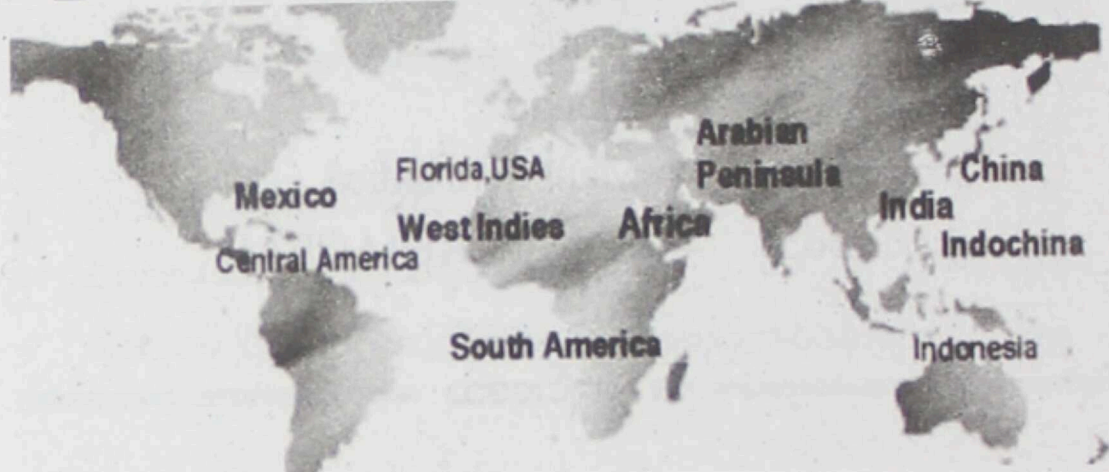 Arabian
Peninsula
Florida,USA
China
Mexico
India
West Indies
Africa
Indochina
Central America
South America
Indonesia